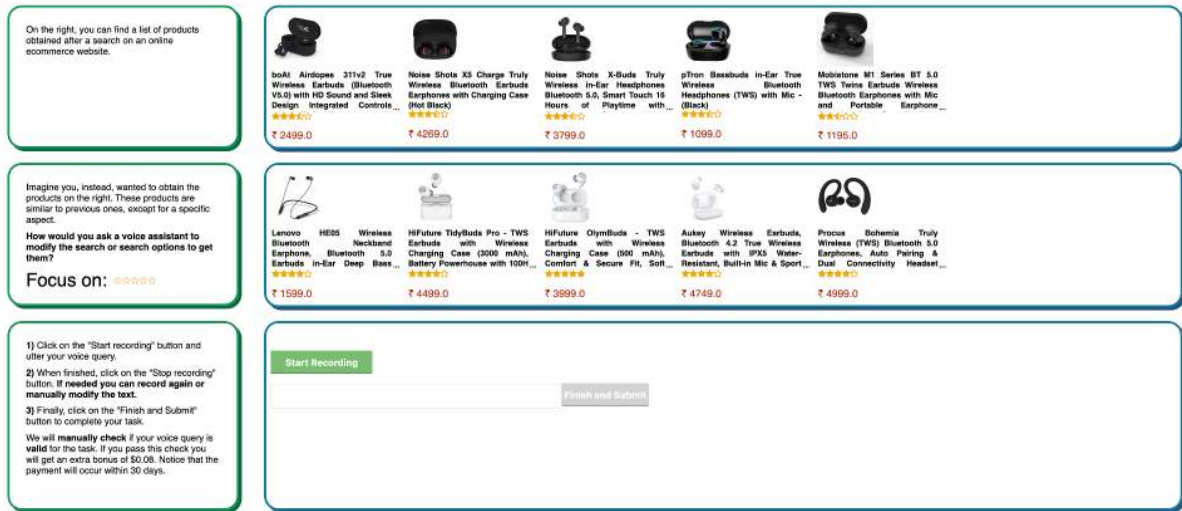 On the right, you can find a list of products
obtained after a search on an online
ecommerce website.
boAt Airdopes 311v2 True
Wireless Earbuds (Bluetooth
V5.0) with HD Sound and Sleek
Design Integrated Controls ...
₹ 2499.0
Noise Shots X5 Charge Truly
Wireless Bluetooth Earbuds
Earphones with Charging Case
(Hot Black)
₹ 4269.0
Noise Shots X-Buds Truly
Wireless in-Ear Headphones
Bluetooth 5.0, Smart Touch 16
Hours of Playtime with ...
₹ 3799.0
pTron Bassbuds in-Ear True
Wireless Bluetooth
Headphones (TWS) with Mic -
(Black)
₹ 1099.0
Mobistone M1 Series BT 5.0
TWS Twins Earbuds Wireless
Bluetooth Earphones with Mic
and Portable Earphone ...
₹ 1195.0
Imagine you, instead, wanted to obtain the
products on the right. These products are
similar to previous ones, except for a specific
aspect.
How would you ask a voice assistant to
modify the search or search options to get
them?
Focus on:
Lenovo HE05 Wireless
Bluetooth Neckband
Earphone, Bluetooth 5.0
Earbuds in-Ear Deep Bass ...
₹ 1599.0
HiFuture TidyBuds Pro - TWS
Earbuds with Wireless
Charging Case (3000 mAh),
Battery Powerhouse with 100H ...
₹ 4499.0
HiFuture OlymBuds - TWS
Earbuds with Wireless
Charging Case (500 mAh),
Comfort & Secure Fit, Soft ...
₹ 3999.0
Aukey Wireless Earbuds,
Bluetooth 4.2 True Wireless
Earbuds with IPX5 Water-
Resistant, Built-in Mic & Sport ...
₹ 4749.0
Procus Bohemia Truly
Wireless (TWS) Bluetooth 5.0
Earphones, Auto Pairing &
Dual Connectivity Headset ...
₹ 4999.0
1) Click on the "Start recording" button and
utter your voice query.
2) When finished, click on the "Stop recording"
button. If needed you can record again or
manually modify the text.
3) Finally, click on the "Finish and Submit"
button to complete your task.
We will manually check if your voice query is
valid for the task. If you pass this check you
will get an extra bonus of $0.08. Notice that the
payment will occur within 30 days.
Start Recording
Finish and Submit